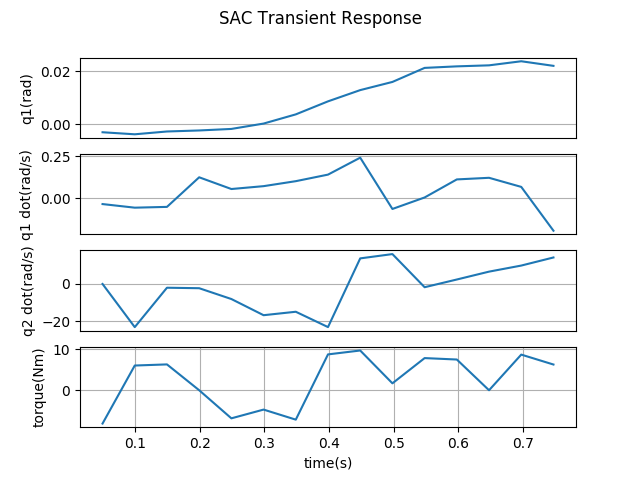 SAC Transient Response
q1(rad)
0.02
0.00
q1 dot(rad/s)
0.25
0.00
q2 dot(rad/s)
0
−20
torque(Nm)
10
0
0.1 0.2 0.3 0.4 0.5 0.6 0.7
time(s)